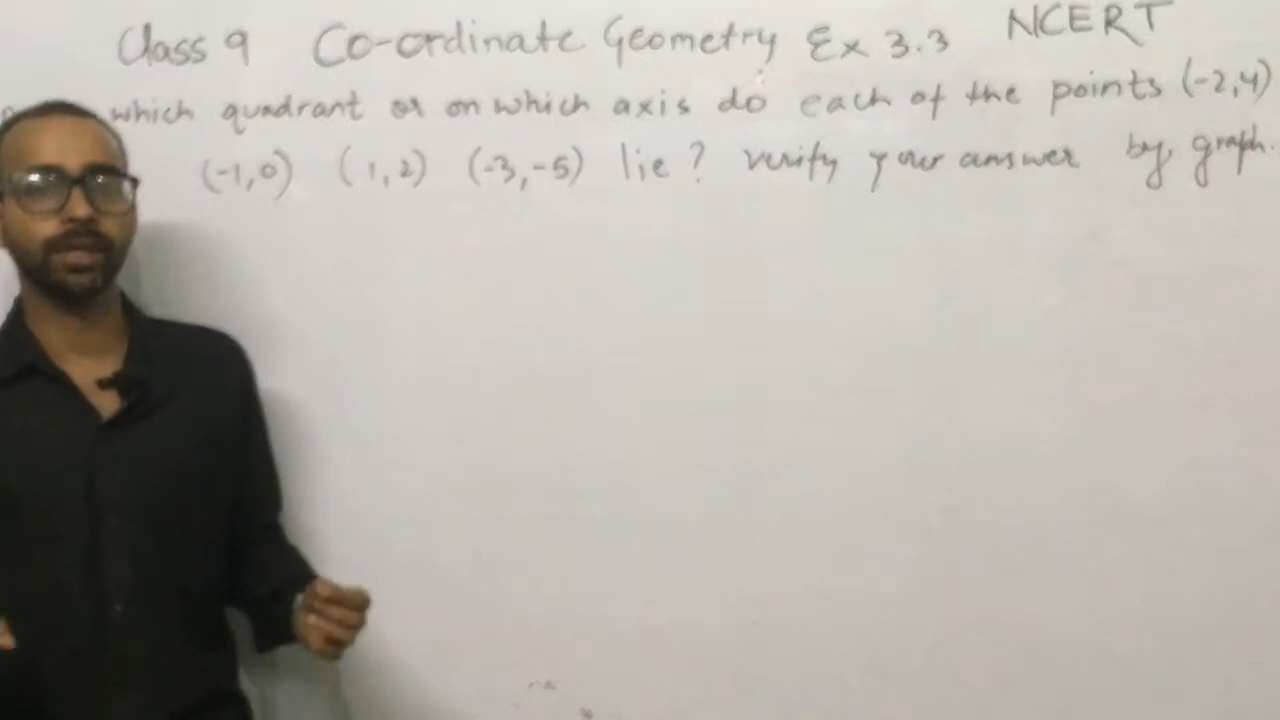 Class 9 Co-ordinate Geometry Ex 3.3 NCERT
which quadrant or on which axis do each of the points (-2,4)
(-1,0) (1,2) (-3,-5) lie? verify your answer by graph.